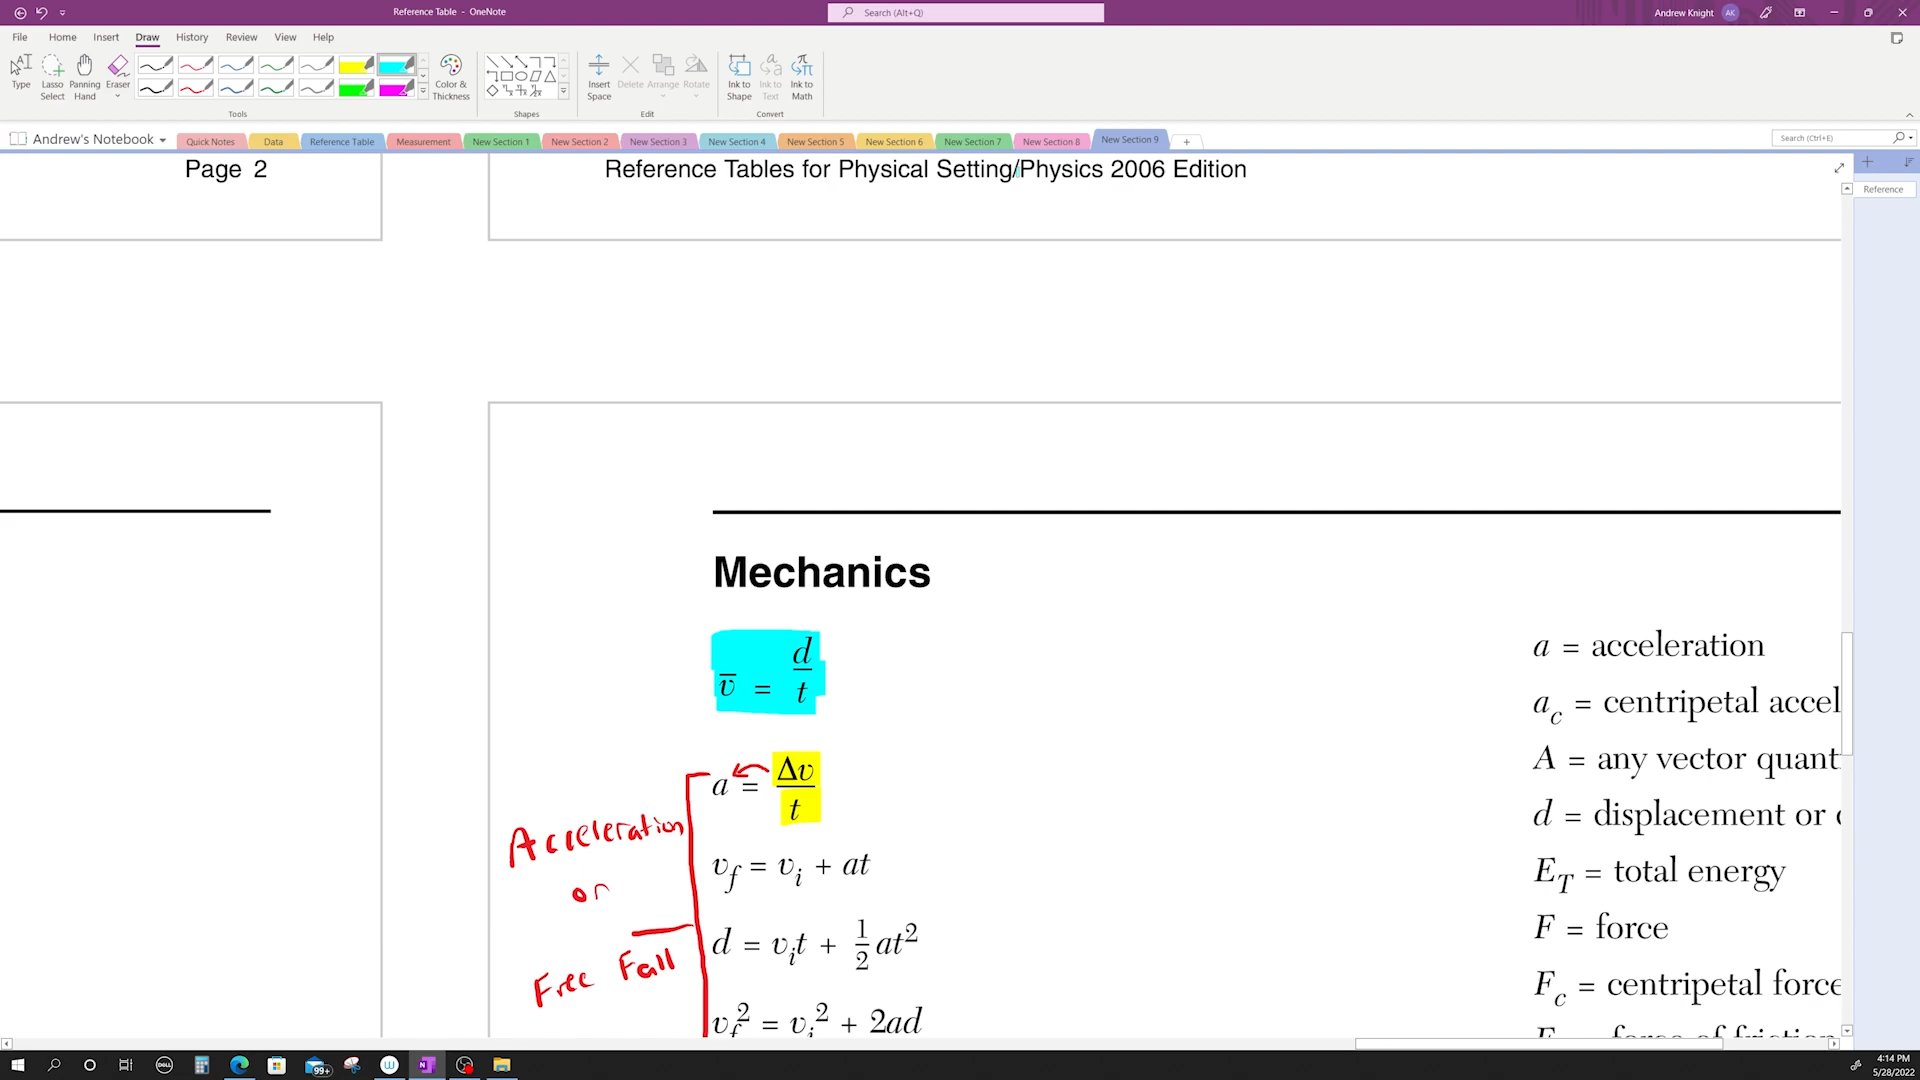 Reference Table - OneNote
Search (Alt+Q)
Andrew Knight
AK
File Home Insert Draw History Review View Help
Type
Lasso Select
Panning Hand
Eraser
Color & Thickness
Insert Space
Delete
Arrange
Rotate
Ink to Shape
Ink to Text
Ink to Math
Tools
Shapes
Edit
Convert
Andrew's Notebook
Quick Notes
Data
Reference Table
Measurement
New Section 1
New Section 2
New Section 3
New Section 4
New Section 5
New Section 6
New Section 7
New Section 8
New Section 9
Search (Ctrl+E)
Reference
Page 2
Reference Tables for Physical Setting/Physics 2006 Edition
Mechanics
v̄ = d/t
a = Δv/t
v_f = v_i + at
d = v_i t + 1/2 at²
v_f² = v_i² + 2ad
Acceleration
or
Free Fall
a = acceleration
a_c = centripetal accel
A = any vector quant
d = displacement or
E_T = total energy
F = force
F_c = centripetal force
99+
4:14 PM
5/28/2022